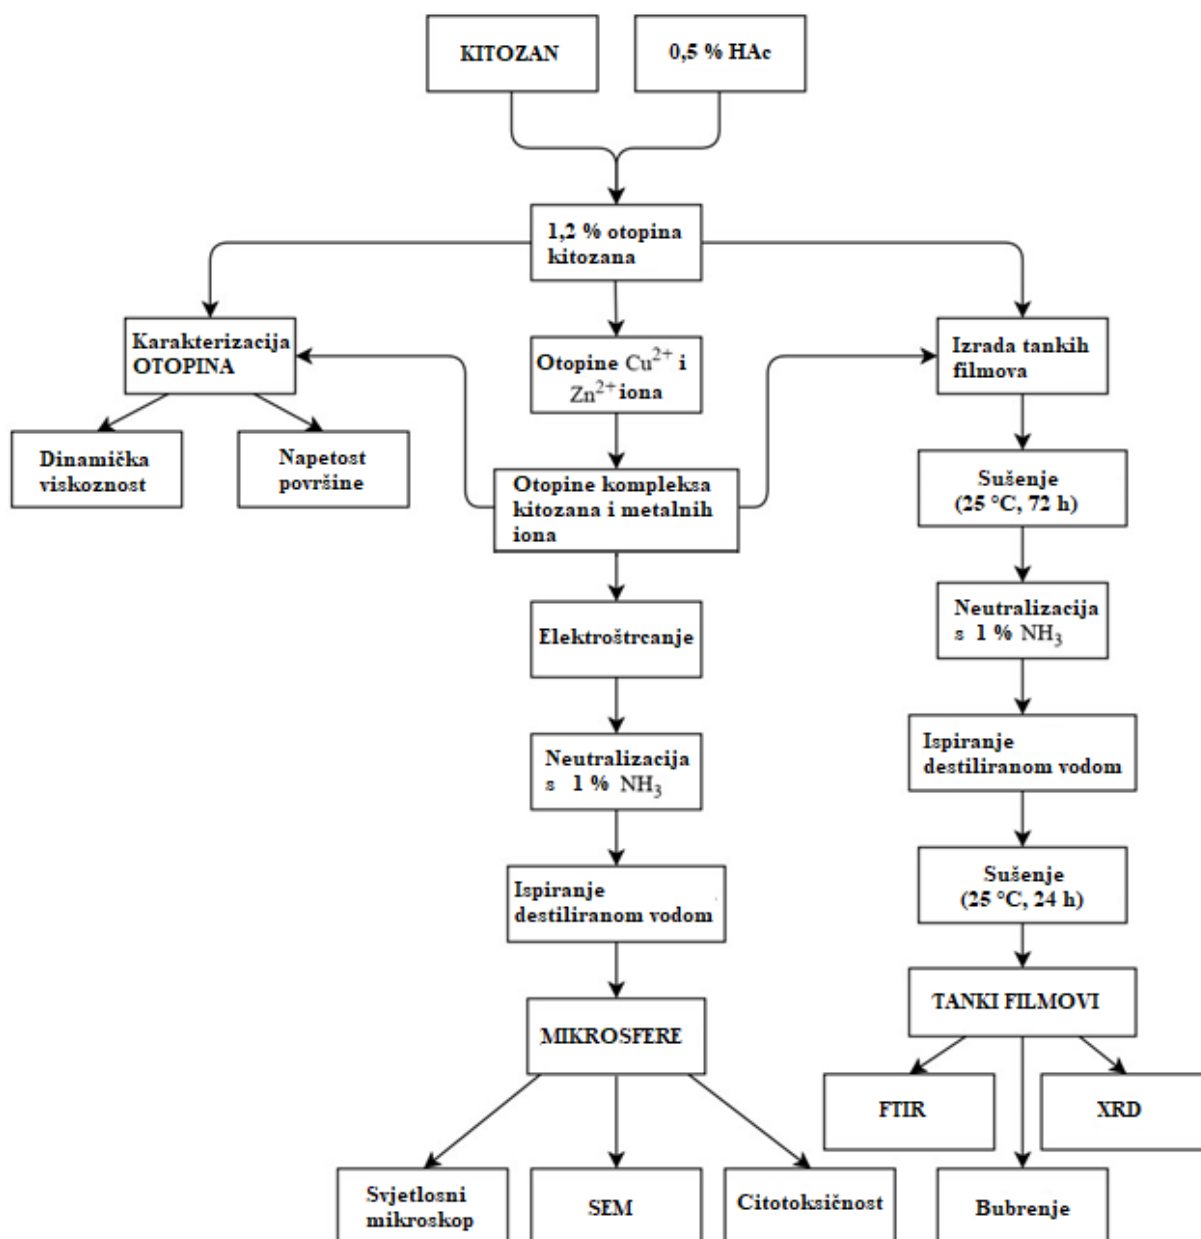 KITOZAN
0,5 % HAc
1,2 % otopina
kitozana
Karakterizacija
OTOPINA
Otopine Cu²⁺ i
Zn²⁺ iona
Izrada tankih
filmova
Dinamička
viskoznost
Napetost
površine
Otopine kompleksa
kitozana i metalnih
iona
Sušenje
(25 °C, 72 h)
Elektroštrcanje
Neutralizacija
s 1 % NH₃
Neutralizacija
s 1 % NH₃
Ispiranje
destiliranom vodom
Ispiranje
destiliranom vodom
Sušenje
(25 °C, 24 h)
MIKROSFERE
TANKI FILMOVI
FTIR
XRD
Svjetlosni
mikroskop
SEM
Citotoksičnost
Bubrenje